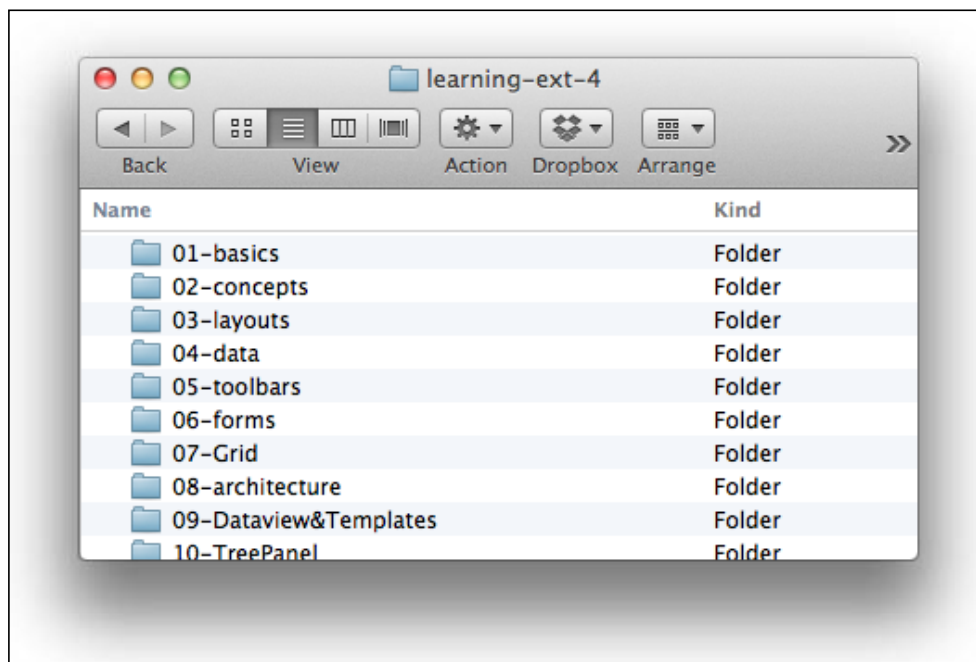 learning-ext-4
Back View Action Dropbox Arrange
Name Kind
01-basics Folder
02-concepts Folder
03-layouts Folder
04-data Folder
05-toolbars Folder
06-forms Folder
07-Grid Folder
08-architecture Folder
09-Dataview&Templates Folder
10-TreePanel Folder